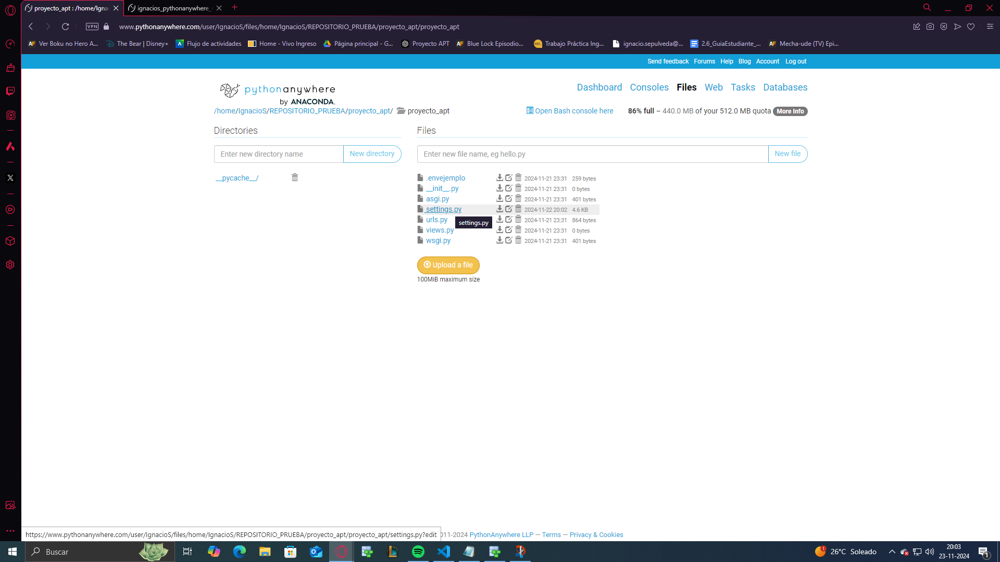 proyecto_apt : /home/Igna
ignacios_pythonanywhere_
VPN
www.pythonanywhere.com/user/IgnacioS/files/home/IgnacioS/REPOSITORIO_PRUEBA/proyecto_apt/proyecto_apt
AF Ver Boku no Hero A...
The Bear | Disney+
Flujo de actividades
Home - Vivo Ingreso
Página principal - G...
Proyecto APT
AF Blue Lock Episodio...
Trabajo Práctica Ing...
ignacio.sepulveda@...
2.6_GuiaEstudiante_...
AF Mecha-ude (TV) Epi...
Send feedback Forums Help Blog Account Log out
pythonanywhere
by ANACONDA.
Dashboard Consoles Files Web Tasks Databases
/home/IgnacioS/REPOSITORIO_PRUEBA/proyecto_apt/ proyecto_apt
Open Bash console here
86% full – 440.0 MB of your 512.0 MB quota More Info
Directories
Enter new directory name
New directory
__pycache__/
Files
Enter new file name, eg hello.py
New file
.envejemplo 2024-11-21 23:31 259 bytes
__init__.py 2024-11-21 23:31 0 bytes
asgi.py 2024-11-21 23:31 401 bytes
settings.py 2024-11-22 20:02 4.6 KB
urls.py 2024-11-21 23:31 864 bytes
settings.py
views.py 2024-11-21 23:31 0 bytes
wsgi.py 2024-11-21 23:31 401 bytes
Upload a file
100MiB maximum size
https://www.pythonanywhere.com/user/IgnacioS/files/home/IgnacioS/REPOSITORIO_PRUEBA/proyecto_apt/proyecto_apt/settings.py?edit
011-2024 PythonAnywhere LLP — Terms — Privacy & Cookies
Buscar
1
26°C Soleado
20:03
23-11-2024
1